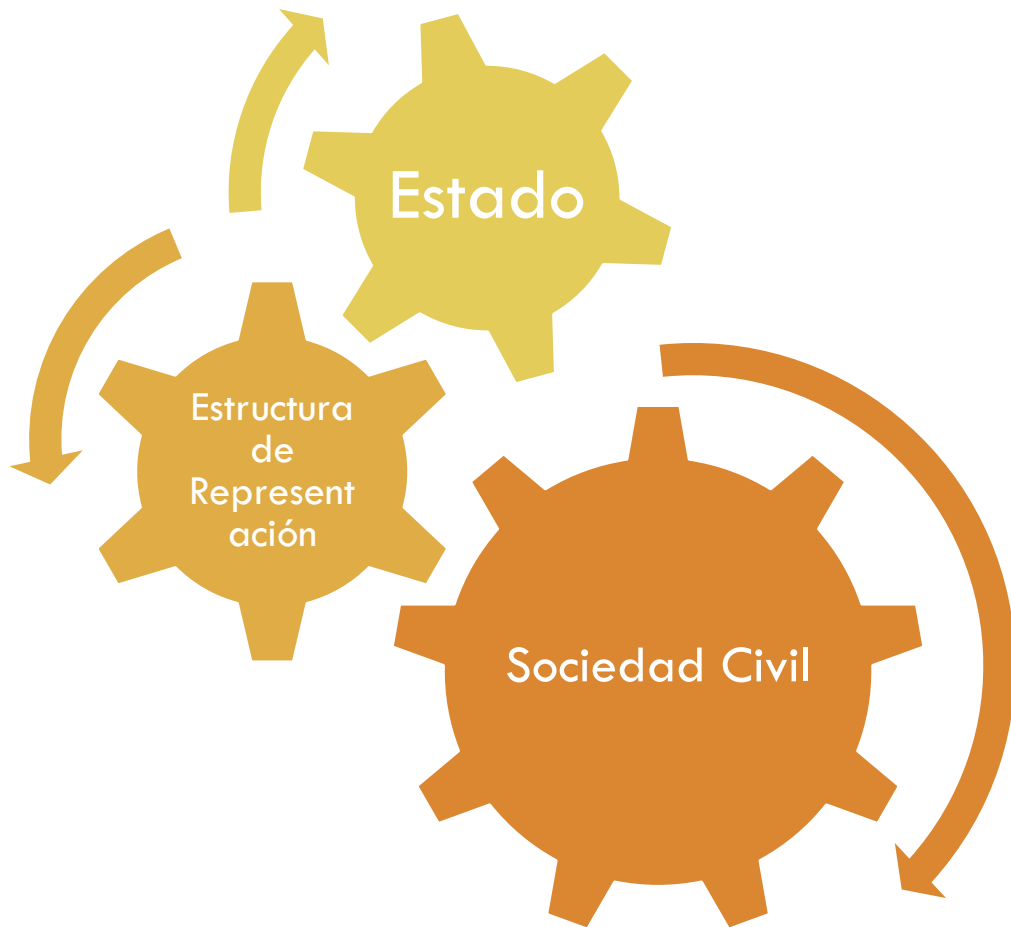 Estado
Estructura
de
Represent
ación
Sociedad Civil